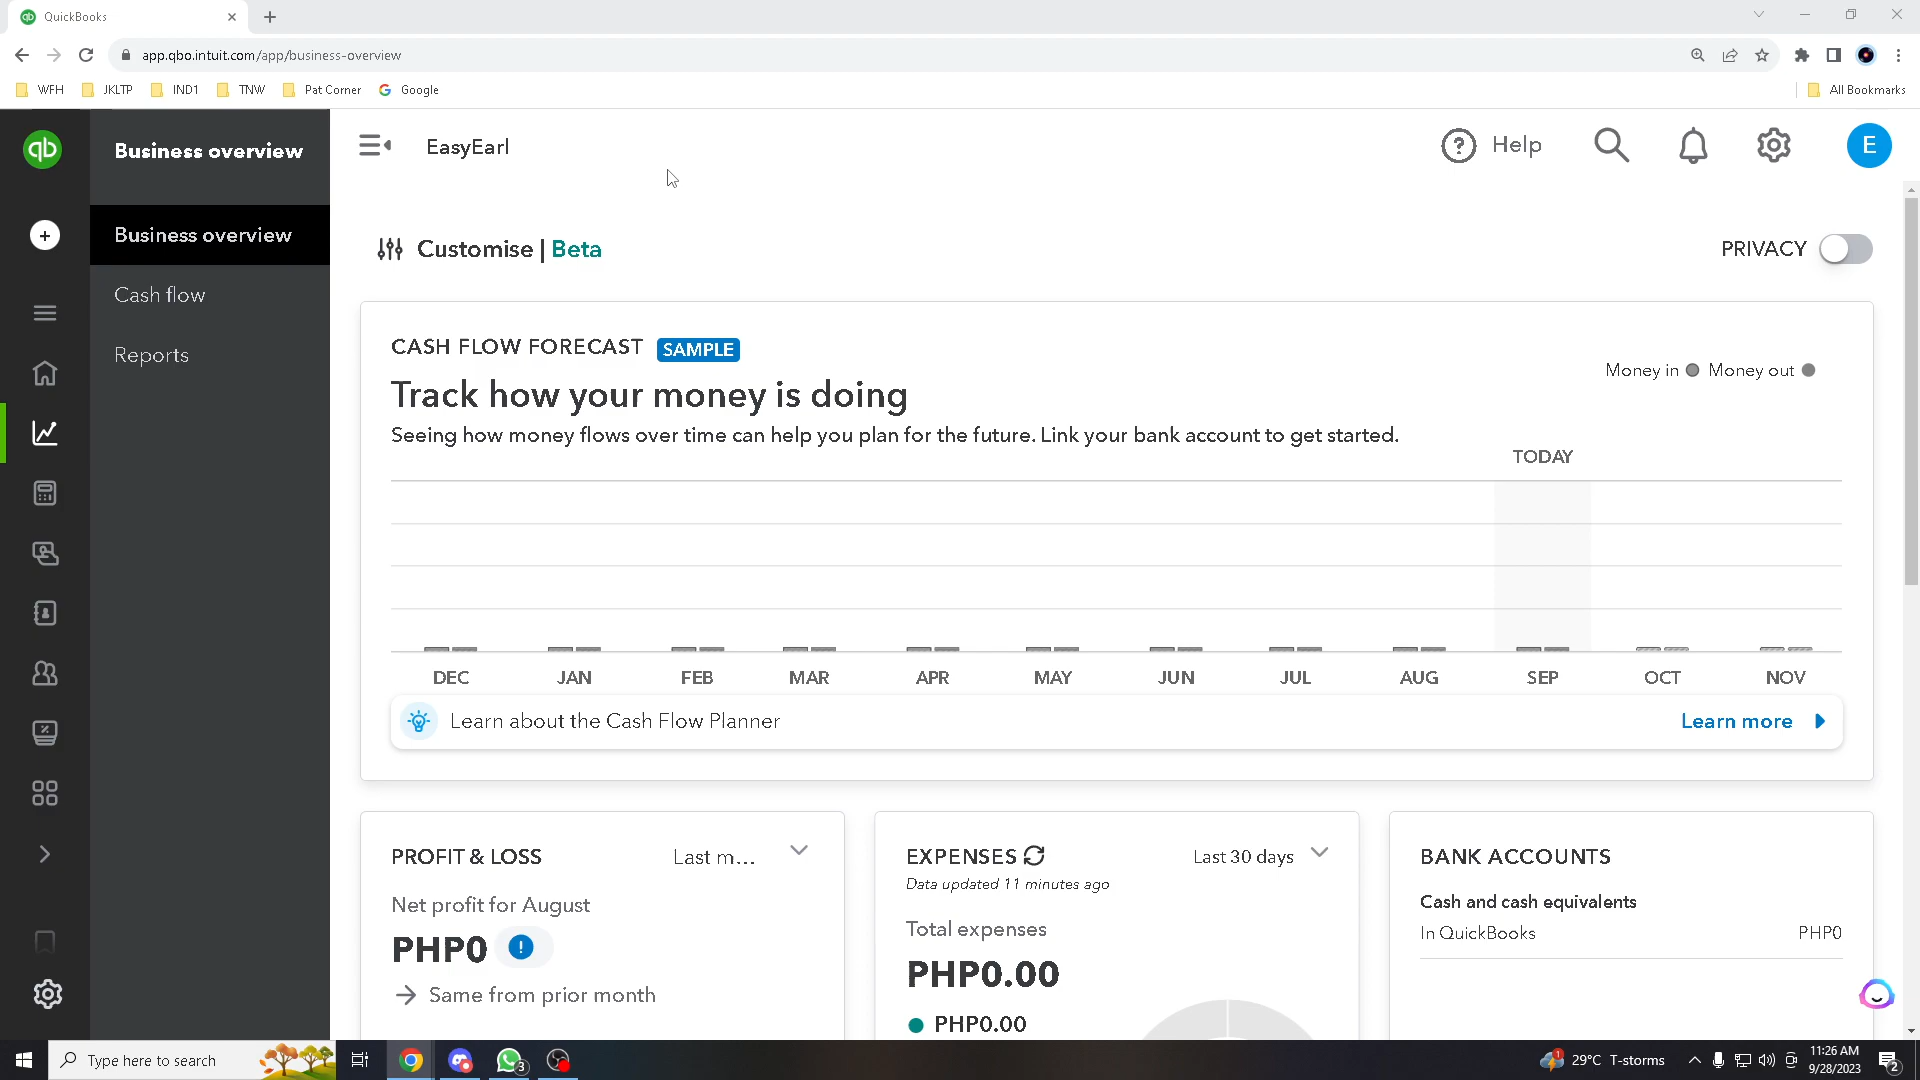 QuickBooks
app.qbo.intuit.com/app/business-overview
WFH JKLTP IND1 TNW Pat Corner Google All Bookmarks
qb
Business overview
EasyEarl
Help
E
Business overview
Customise | Beta
PRIVACY
Cash flow
Reports
CASH FLOW FORECAST SAMPLE
Money in Money out
Track how your money is doing
Seeing how money flows over time can help you plan for the future. Link your bank account to get started.
TODAY
DEC JAN FEB MAR APR MAY JUN JUL AUG SEP OCT NOV
Learn about the Cash Flow Planner Learn more
PROFIT & LOSS Last m...
Net profit for August
PHP0
Same from prior month
EXPENSES Last 30 days
Data updated 11 minutes ago
Total expenses
PHP0.00
PHP0.00
BANK ACCOUNTS
Cash and cash equivalents
In QuickBooks PHP0
Type here to search
3
1
29°C T-storms
11:26 AM
9/28/2023
2